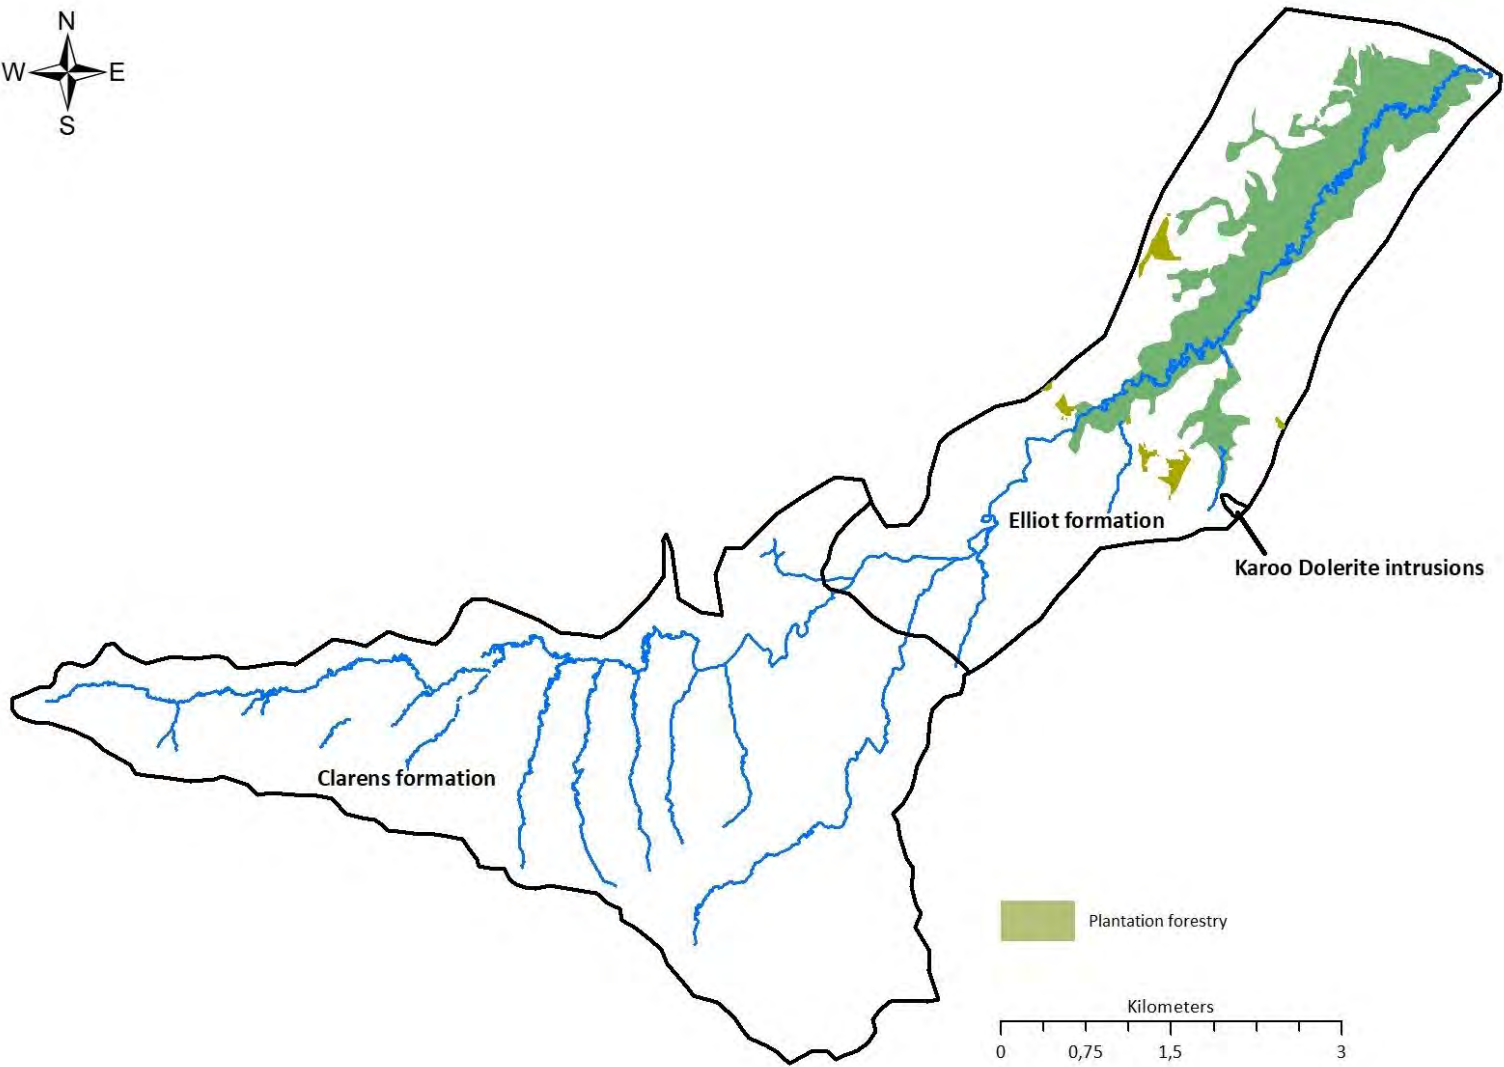 N
W E
S
Elliot formation
Karoo Dolerite intrusions
Clarens formation
Plantation forestry
Kilometers
0 0,75 1,5 3